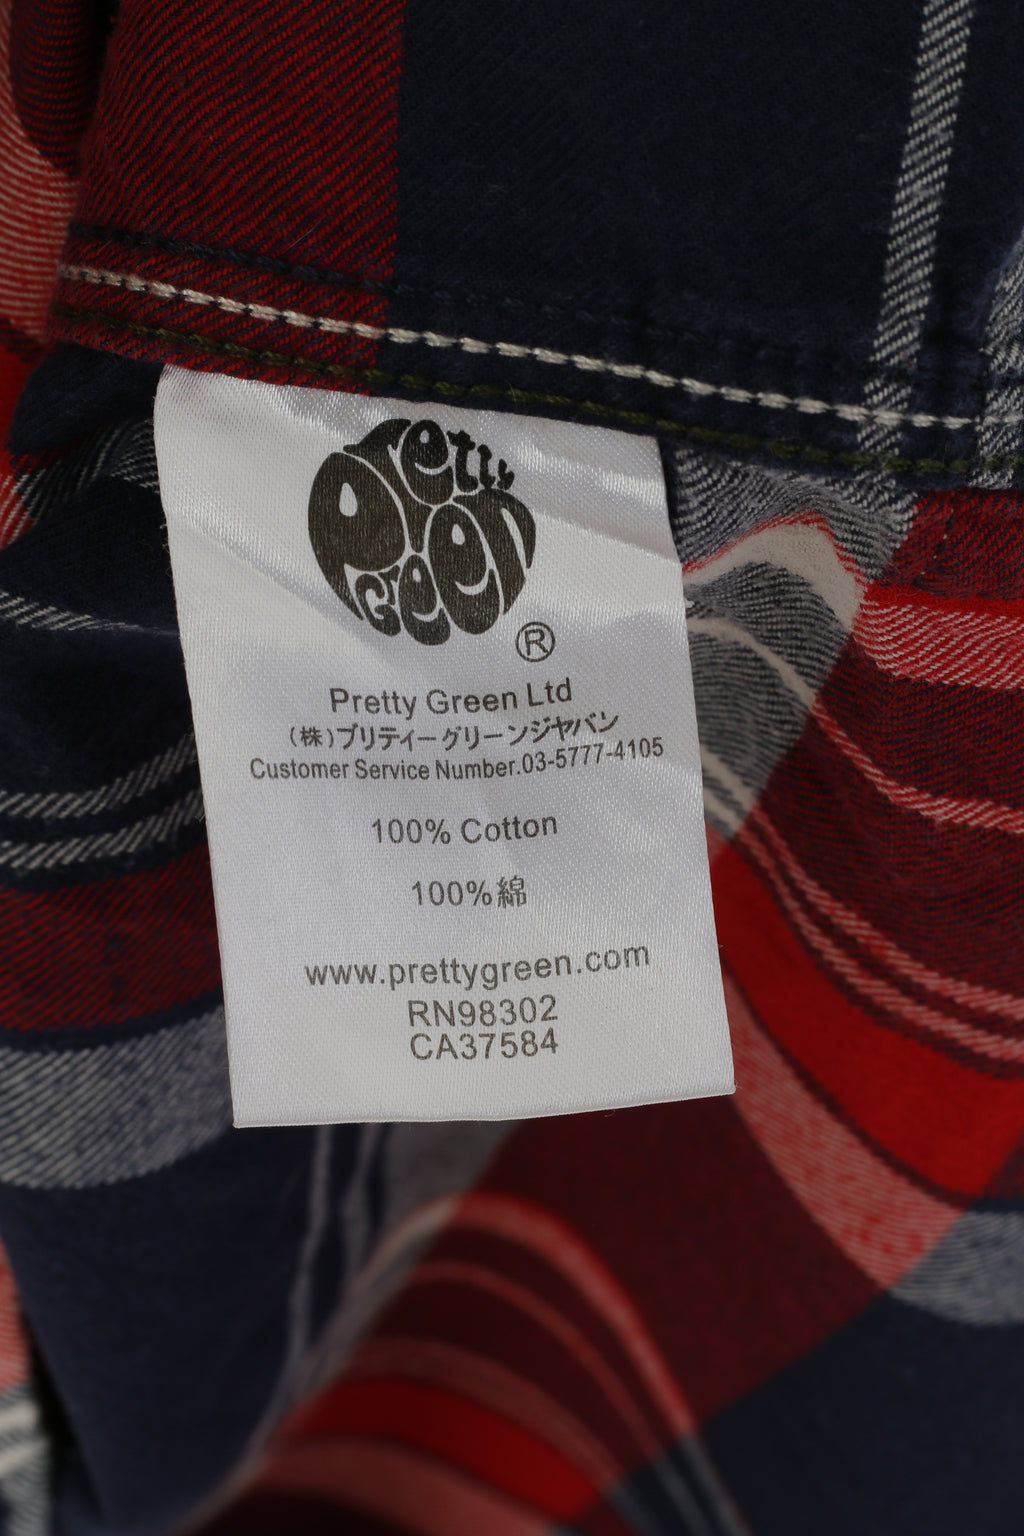 Pretty
Green
®
Pretty Green Ltd
(株)プリティーグリーンジヤパン
Customer Service Number.03-5777-4105
100% Cotton
100%綿
www.prettygreen.com
RN98302
CA37584